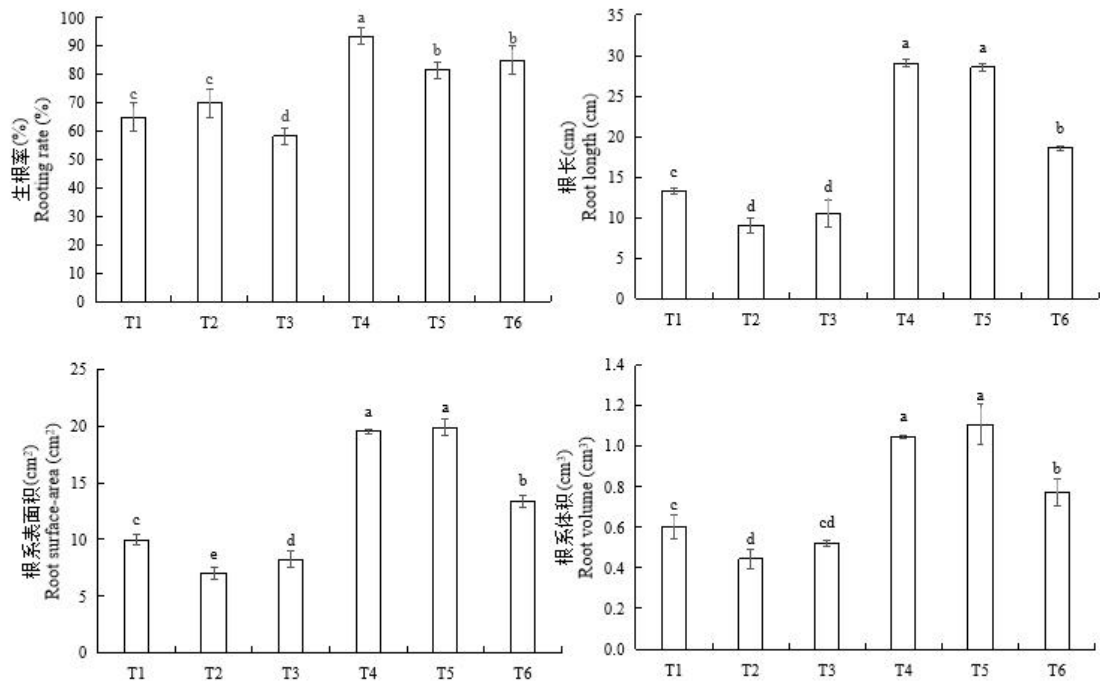 生根率(%)
Rooting rate (%)
100
90
80
70
60
50
40
30
20
10
0
c
c
d
a
b
b
T1 T2 T3 T4 T5 T6
根长(cm)
Root length (cm)
35
30
25
20
15
10
5
0
c
d
d
a
a
b
T1 T2 T3 T4 T5 T6
根系表面积(cm²)
Root surface-area (cm²)
25
20
15
10
5
0
c
e
d
a
a
b
T1 T2 T3 T4 T5 T6
根系体积(cm³)
Root volume (cm³)
1.4
1.2
1.0
0.8
0.6
0.4
0.2
0.0
c
d
cd
a
a
b
T1 T2 T3 T4 T5 T6